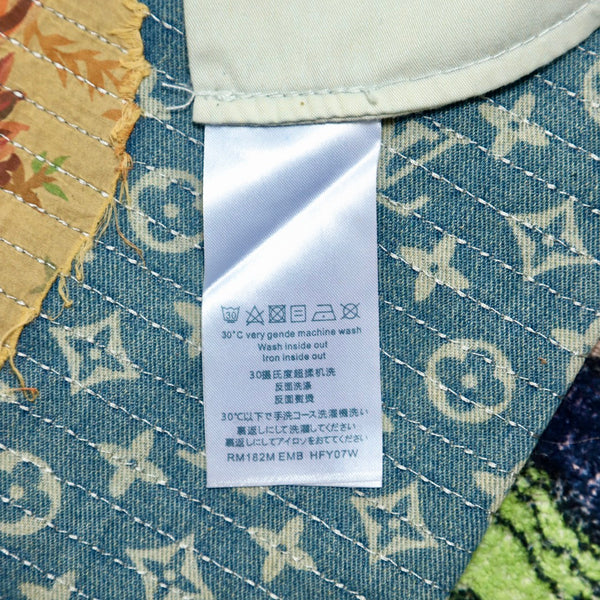 30
30°C very gende machine wash
Wash inside out
Iron inside out
30攝氏度超揉机洗
反面洗涤
反面熨烫
30℃以下で手洗コース洗濯機洗い
裏返しにして洗濯してください
裏返しにしてアイロンをおてください
RM182M EMB HFY07W